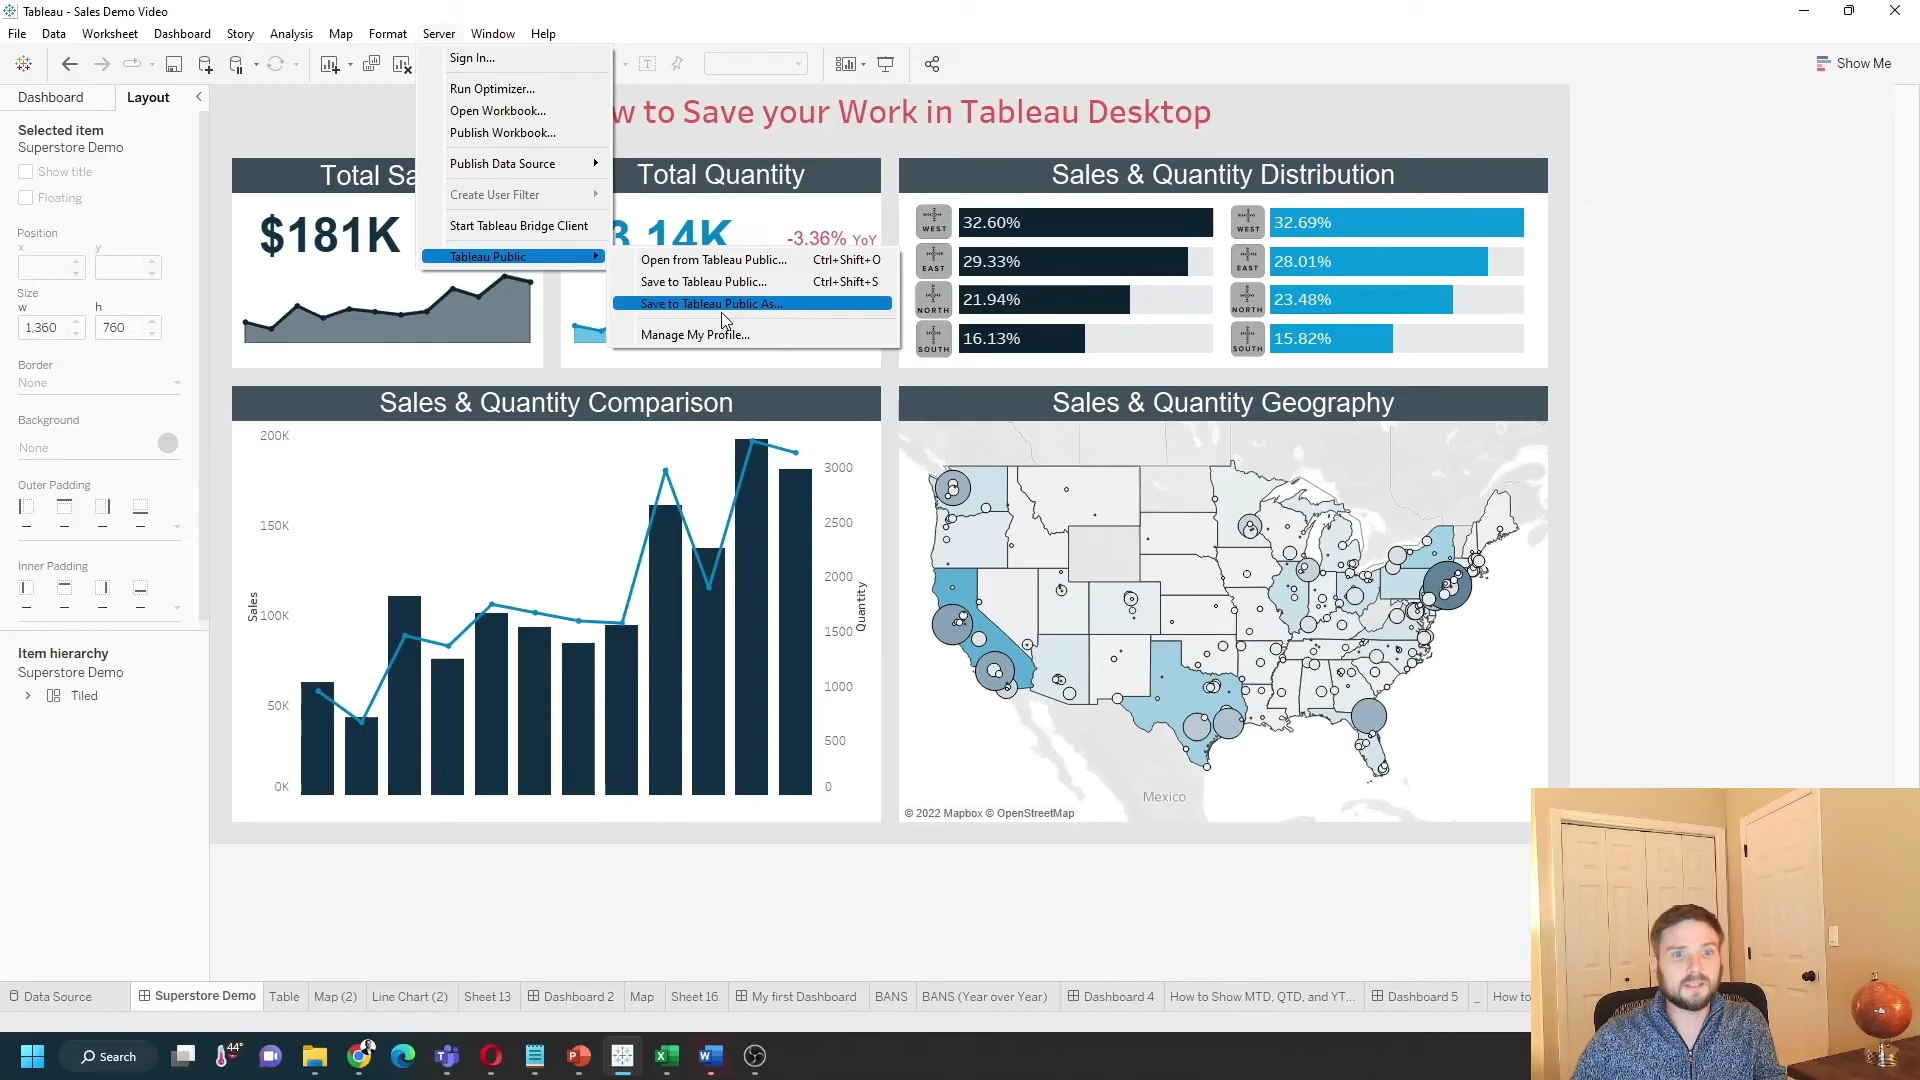 Tableau - Sales Demo Video
File Data Worksheet Dashboard Story Analysis Map Format Server Window Help
Show Me
Dashboard Layout
Selected item
Superstore Demo
Show title
Floating
Position
x y
Size
w h
1,360 760
Border
None
Background
None
Outer Padding
Inner Padding
Item hierarchy
Superstore Demo
Tiled
Sign In...
Run Optimizer...
Open Workbook...
Publish Workbook...
Publish Data Source
Create User Filter
Start Tableau Bridge Client
Tableau Public
Open from Tableau Public... Ctrl+Shift+O
Save to Tableau Public... Ctrl+Shift+S
Save to Tableau Public As...
Manage My Profile...
w to Save your Work in Tableau Desktop
Total Sa
$181K
Total Quantity
3.14K
-3.36% YoY
Sales & Quantity Distribution
WEST 32.60% WEST 32.69%
EAST 29.33% EAST 28.01%
NORTH 21.94% NORTH 23.48%
SOUTH 16.13% SOUTH 15.82%
Sales & Quantity Comparison
200K
150K
100K
50K
0K
Sales
3000
2500
2000
1500
1000
500
0
Quantity
Sales & Quantity Geography
Mexico
© 2022 Mapbox © OpenStreetMap
Data Source Superstore Demo Table Map (2) Line Chart (2) Sheet 13 Dashboard 2 Map Sheet 16 My first Dashboard BANS BANS (Year over Year) Dashboard 4 How to Show MTD, QTD, and YT... Dashboard 5 _ How to
Search
44°